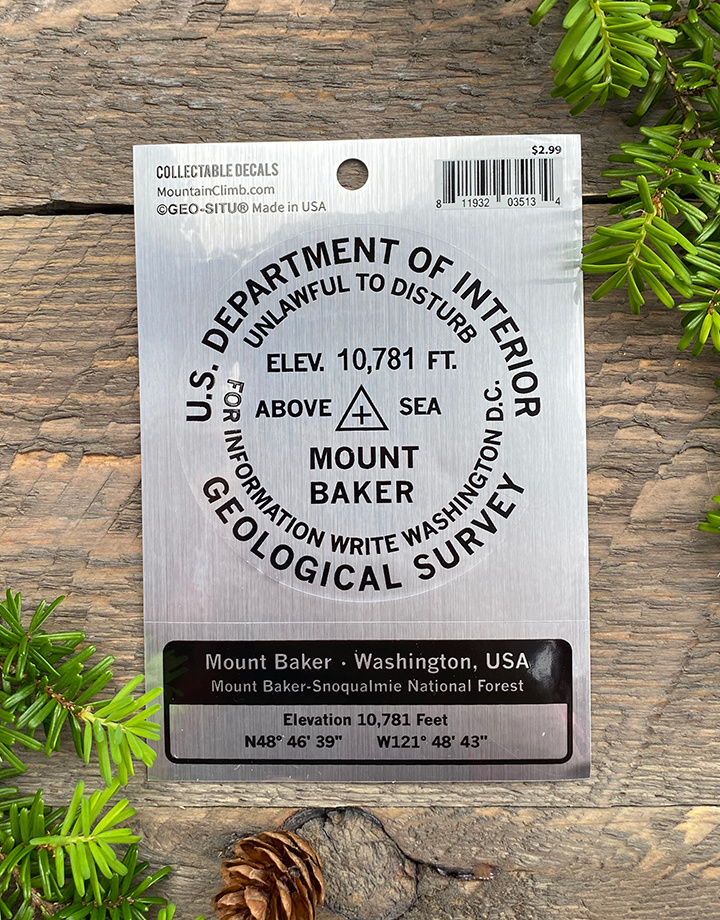 COLLECTABLE DECALS
MountainClimb.com
©GEO-SITU® Made in USA
$2.99
8 11932 03513 4
U.S. DEPARTMENT OF INTERIOR
UNLAWFUL TO DISTURB
ELEV. 10,781 FT.
ABOVE SEA
MOUNT
BAKER
FOR INFORMATION WRITE WASHINGTON D.C.
GEOLOGICAL SURVEY
Mount Baker · Washington, USA
Mount Baker-Snoqualmie National Forest
Elevation 10,781 Feet
N48° 46' 39" W121° 48' 43"